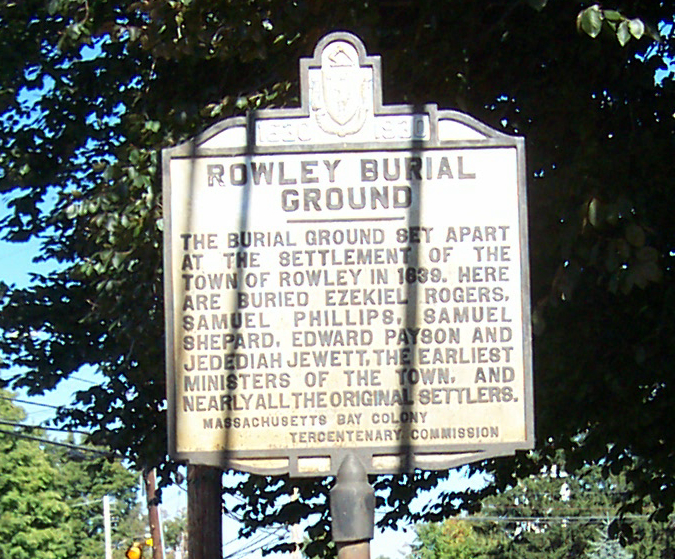 1630 1930
ROWLEY BURIAL
GROUND
THE BURIAL GROUND SET APART
AT THE SETTLEMENT OF THE
TOWN OF ROWLEY IN 1639. HERE
ARE BURIED EZEKIEL ROGERS,
SAMUEL PHILLIPS, SAMUEL
SHEPARD, EDWARD PAYSON AND
JEDEDIAH JEWETT, THE EARLIEST
MINISTERS OF THE TOWN, AND
NEARLY ALL THE ORIGINAL SETTLERS.
MASSACHUSETTS BAY COLONY
TERCENTENARY COMMISSION